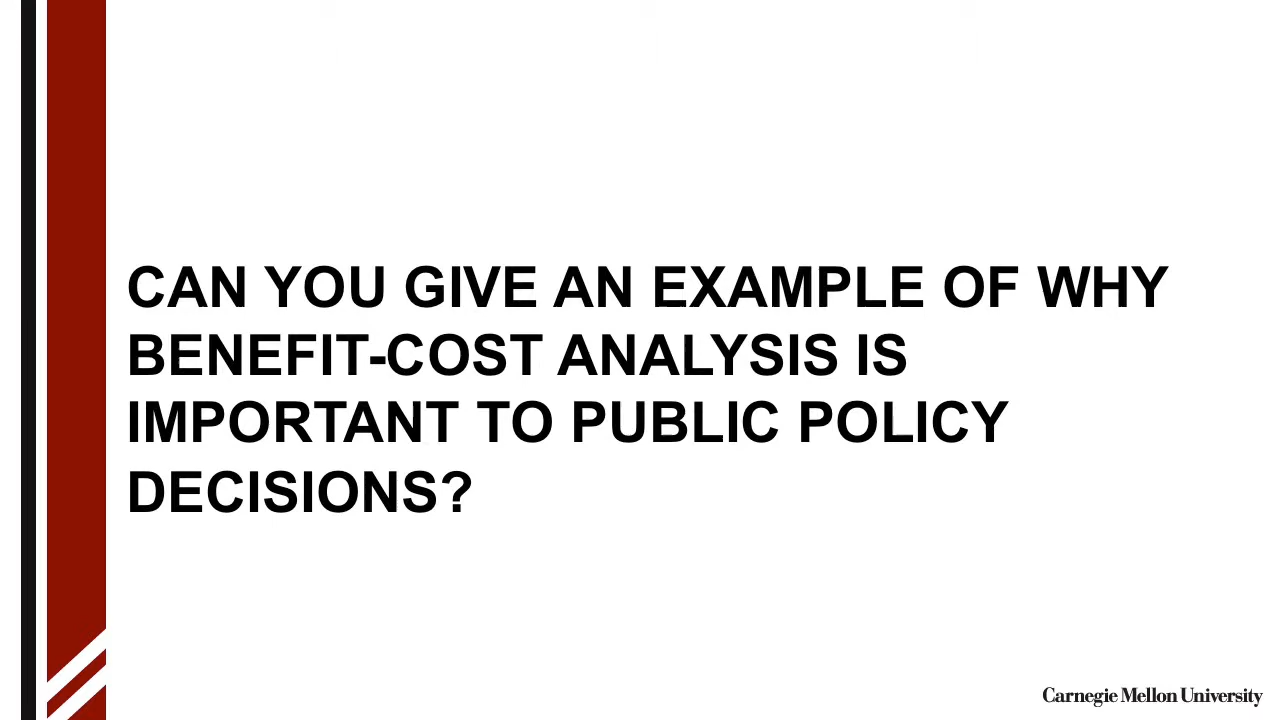 CAN YOU GIVE AN EXAMPLE OF WHY
BENEFIT-COST ANALYSIS IS
IMPORTANT TO PUBLIC POLICY
DECISIONS?
Carnegie Mellon University